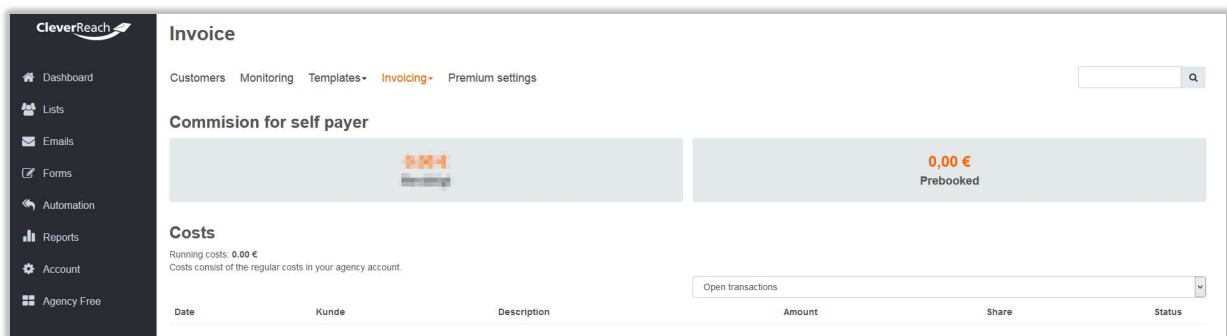 CleverReach
Invoice
Dashboard
Customers Monitoring Templates Invoicing Premium settings
Lists
Commision for self payer
Emails
0,00 €
Forms
Prebooked
Automation
Reports
Costs
Running costs: 0.00 €
Account
Costs consist of the regular costs in your agency account.
Open transactions
Agency Free
Date Kunde Description Amount Share Status